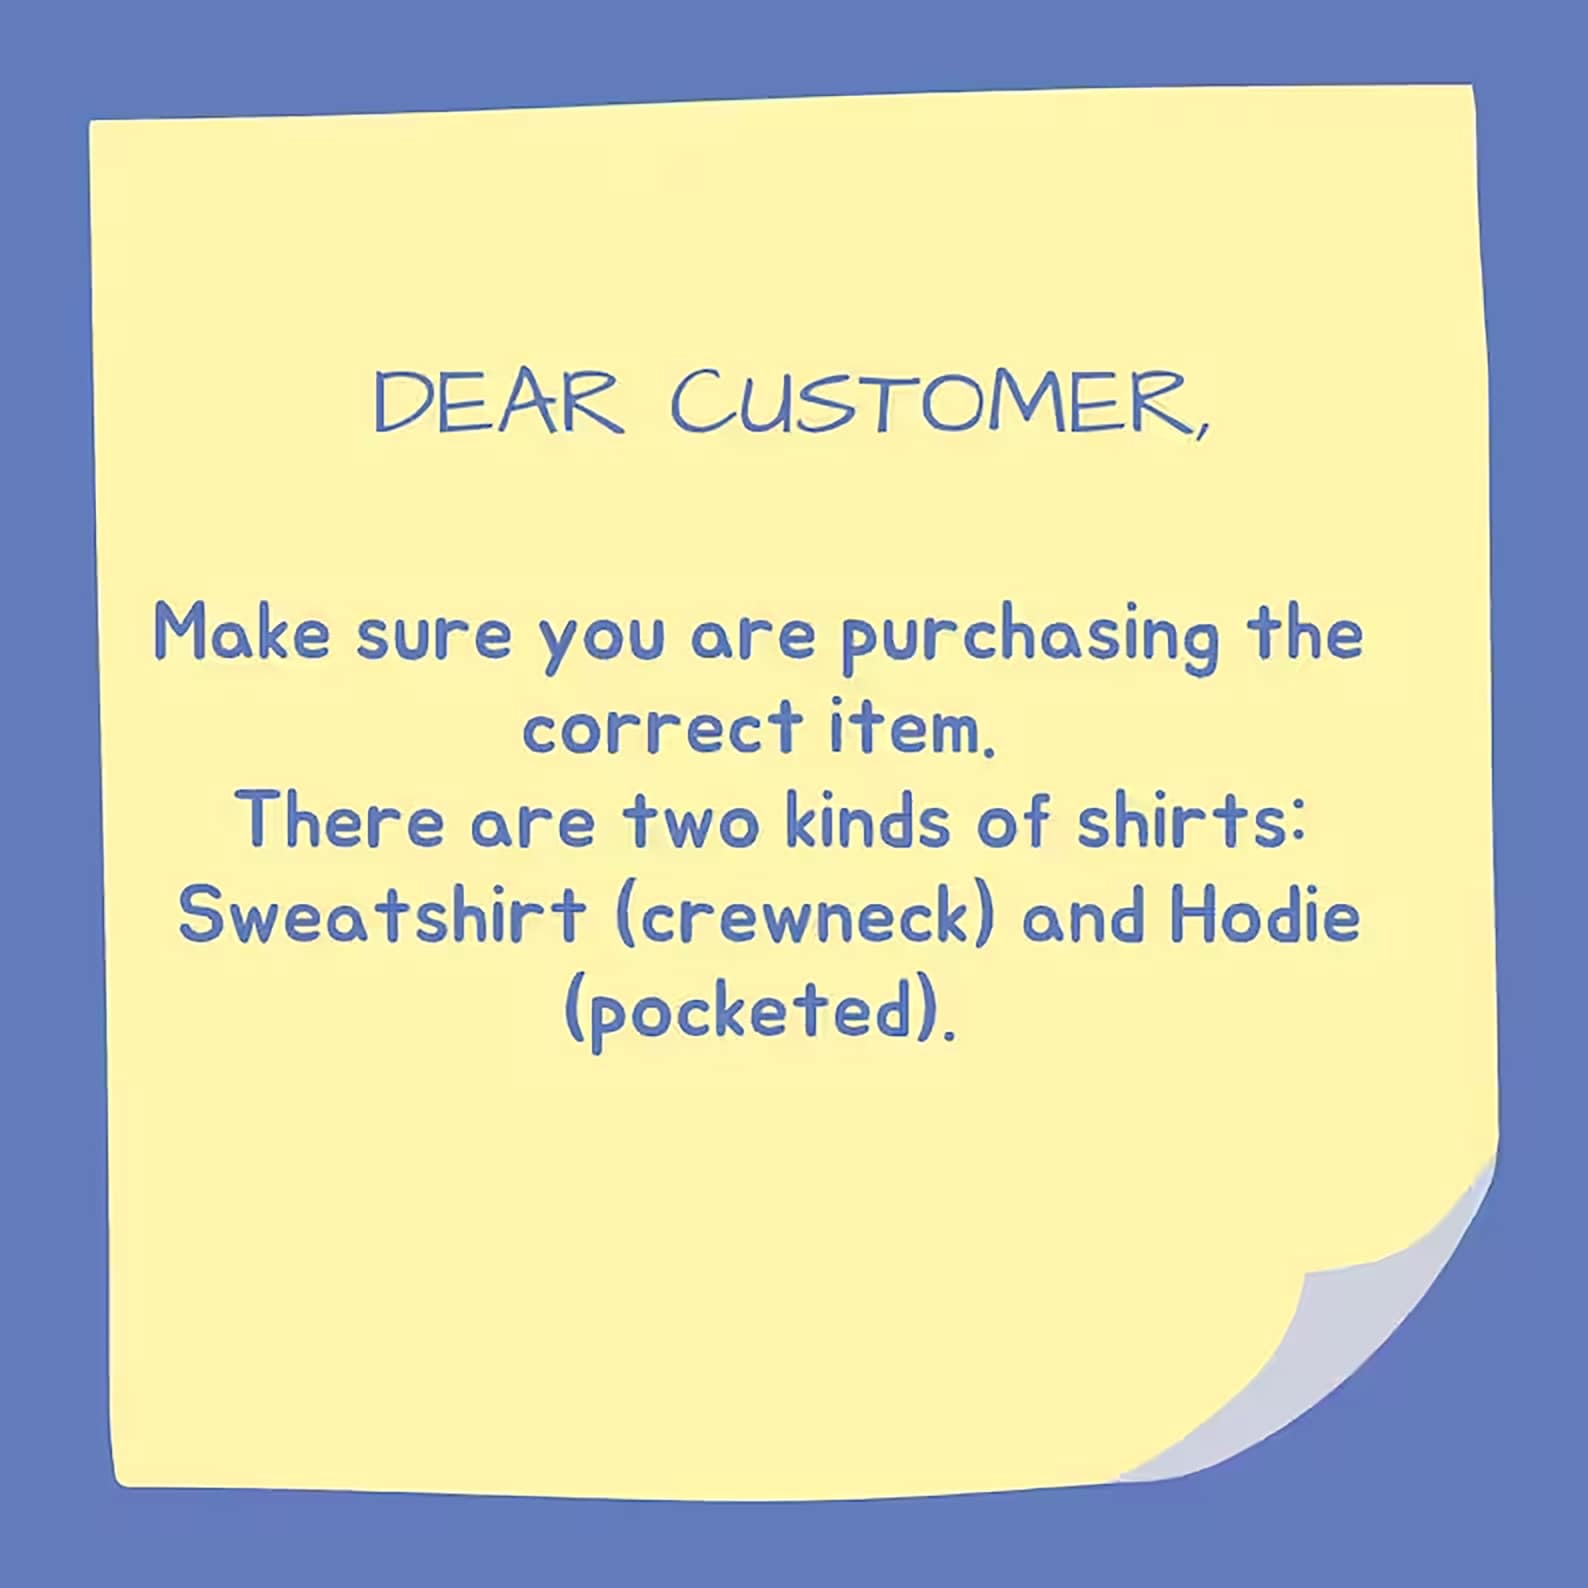 DEAR CUSTOMER,
Make sure you are purchasing the
correct item.
There are two kinds of shirts:
Sweatshirt (crewneck) and Hodie
(pocketed).